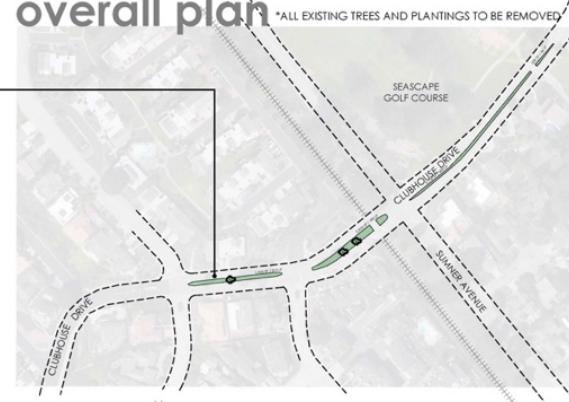 overall plan
*ALL EXISTING TREES AND PLANTINGS TO BE REMOVED
SEASCAPE
GOLF COURSE
CLUBHOUSE DRIVE
SUMNER AVENUE
CLUBHOUSE DRIVE